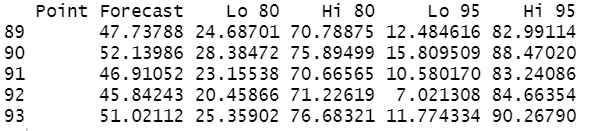 Point Forecast Lo 80 Hi 80 Lo 95 Hi 95
89 47.73788 24.68701 70.78875 12.484616 82.99114
90 52.13986 28.38472 75.89499 15.809509 88.47020
91 46.91052 23.15538 70.66565 10.580170 83.24086
92 45.84243 20.45866 71.22619 7.021308 84.66354
93 51.02112 25.35902 76.68321 11.774334 90.26790